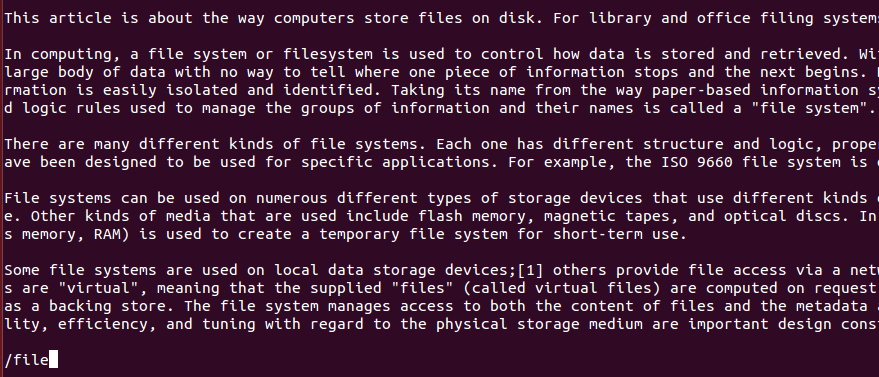 This article is about the way computers store files on disk. For library and office filing systems
In computing, a file system or filesystem is used to control how data is stored and retrieved.
large body of data with no way to tell where one piece of information stops and the next begins.
rmation is easily isolated and identified. Taking its name from the way paper-based information
d logic rules used to manage the groups of information and their names is called a "file system".
There are many different kinds of file systems. Each one has different structure and logic,
ave been designed to be used for specific applications. For example, the ISO 9660 file system is
File systems can be used on numerous different types of storage devices that use different kinds
e. Other kinds of media that are used include flash memory, magnetic tapes, and optical discs. In
s memory, RAM) is used to create a temporary file system for short-term use.
Some file systems are used on local data storage devices;[1] others provide file access via a
s are "virtual", meaning that the supplied "files" (called virtual files) are computed on request
as a backing store. The file system manages access to both the content of files and the metadata
lity, efficiency, and tuning with regard to the physical storage medium are important design
/file